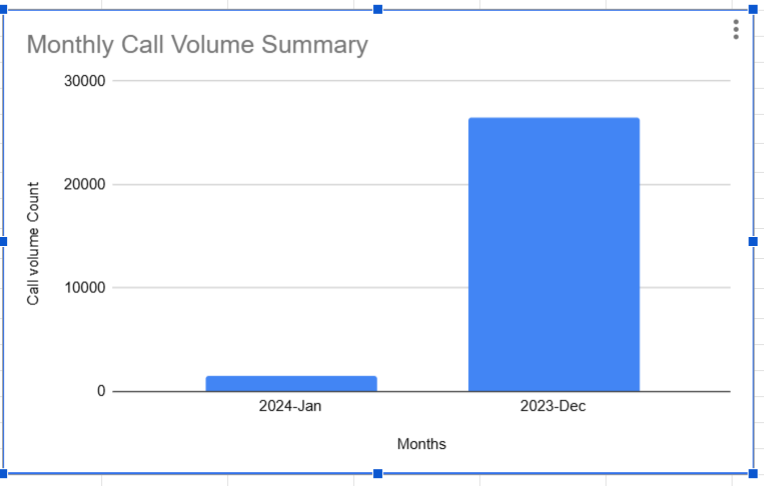 Monthly Call Volume Summary
30000
20000
10000
0
Call volume Count
2024-Jan
2023-Dec
Months